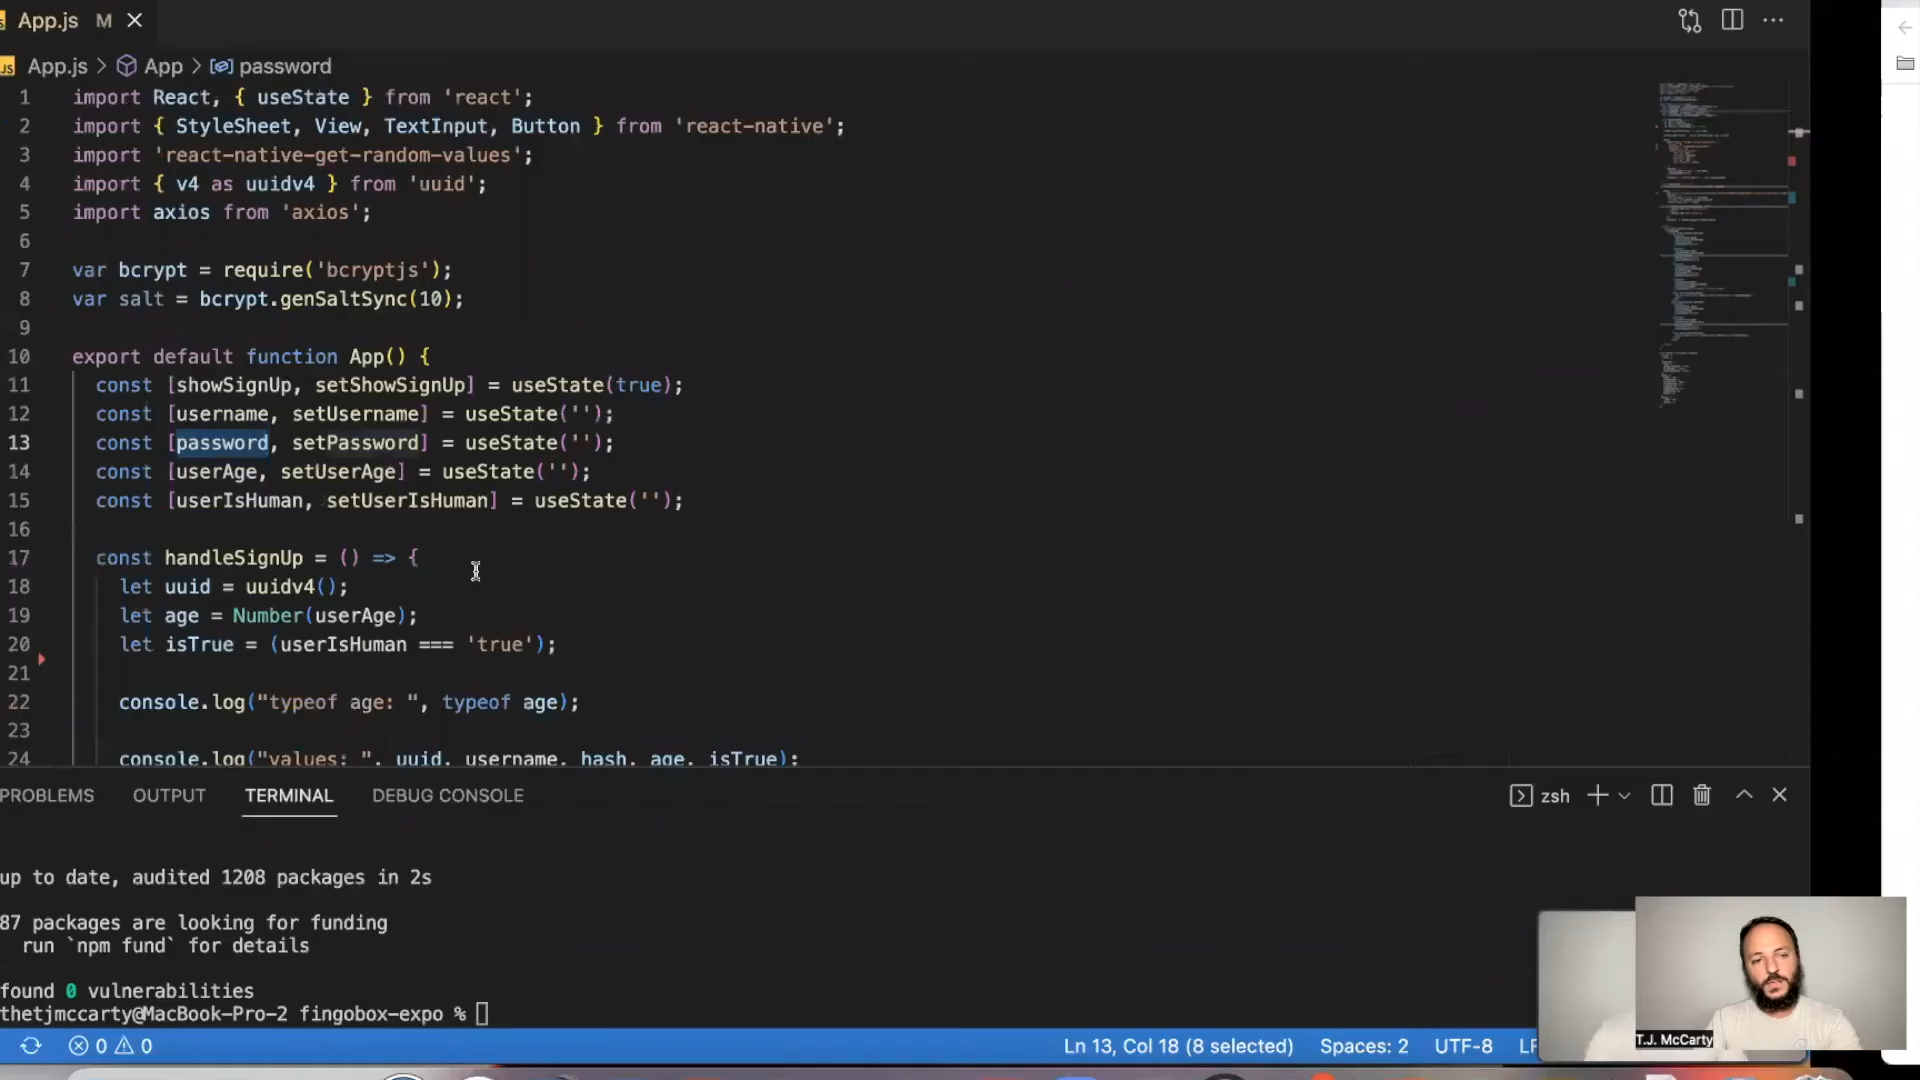 App.js M
JS App.js > App > password
1 import React, { useState } from 'react';
2 import { StyleSheet, View, TextInput, Button } from 'react-native';
3 import 'react-native-get-random-values';
4 import { v4 as uuidv4 } from 'uuid';
5 import axios from 'axios';
6
7 var bcrypt = require('bcryptjs');
8 var salt = bcrypt.genSaltSync(10);
9
10 export default function App() {
11 const [showSignUp, setShowSignUp] = useState(true);
12 const [username, setUsername] = useState('');
13 const [password, setPassword] = useState('');
14 const [userAge, setUserAge] = useState('');
15 const [userIsHuman, setUserIsHuman] = useState('');
16
17 const handleSignUp = () => {
18 let uuid = uuidv4();
19 let age = Number(userAge);
20 let isTrue = (userIsHuman === 'true');
21
22 console.log("typeof age: ", typeof age);
23
24 console.log("values: ", uuid, username, hash, age, isTrue);
PROBLEMS OUTPUT TERMINAL DEBUG CONSOLE zsh
up to date, audited 1208 packages in 2s
87 packages are looking for funding
run `npm fund` for details
found 0 vulnerabilities
thetjmccarty@MacBook-Pro-2 fingobox-expo %
0 0 Ln 13, Col 18 (8 selected) Spaces: 2 UTF-8 LF
T.J. McCarty